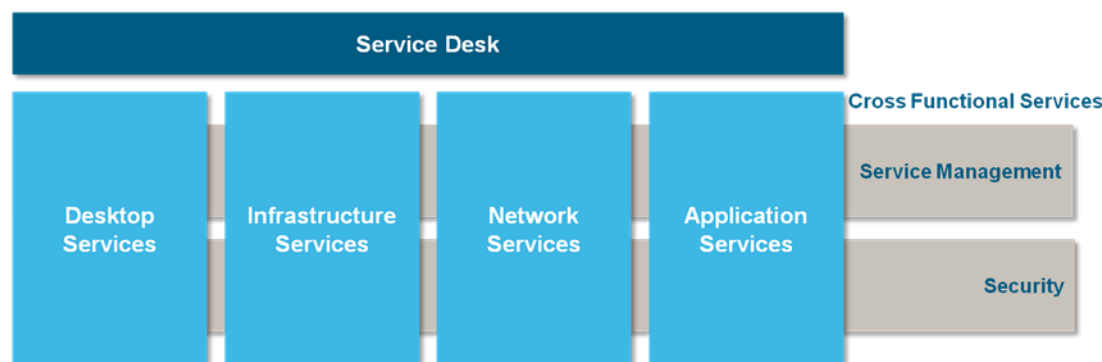 Service Desk
Cross Functional Services
Service Management
Desktop
Services
Infrastructure
Services
Network
Services
Application
Services
Security